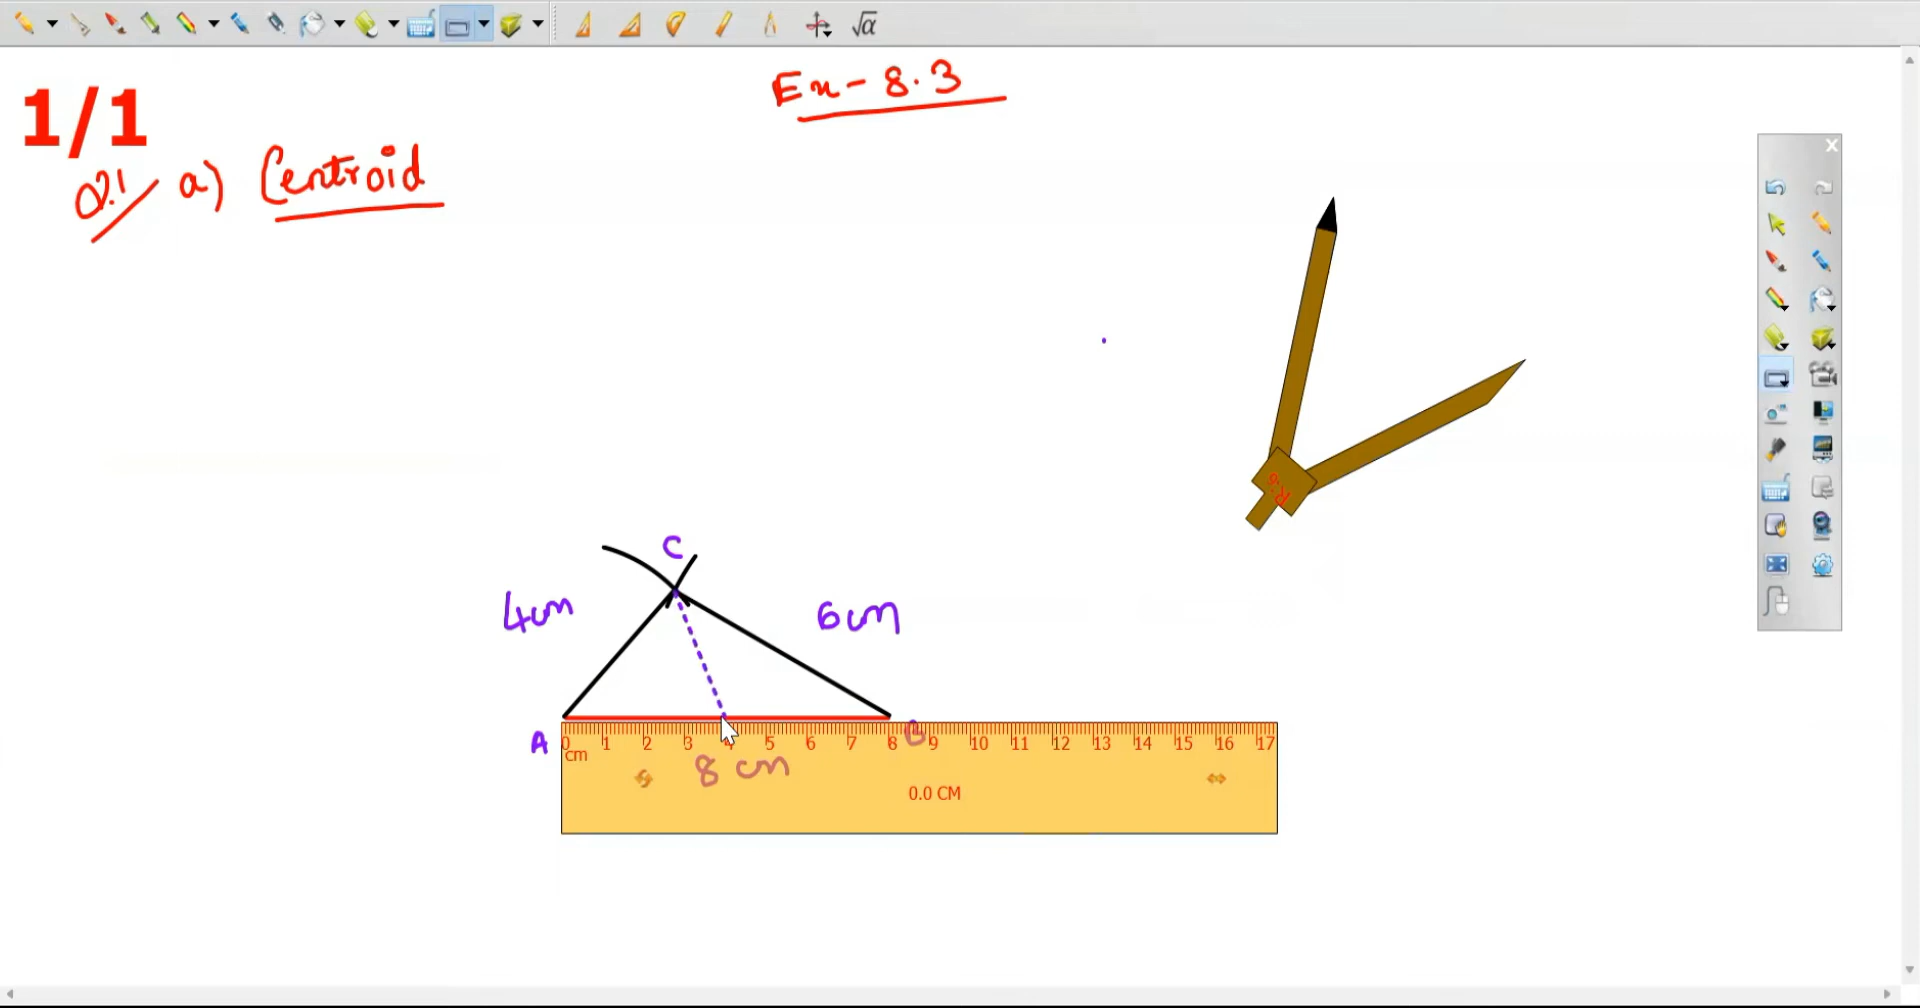 √α
Ex - 8.3
1/1
Q.1 a) Centroid
R:6
C
4cm
6cm
A
B
0 1 2 3 4 5 6 7 8 9 10 11 12 13 14 15 16 17
cm
8 cm
0.0 CM